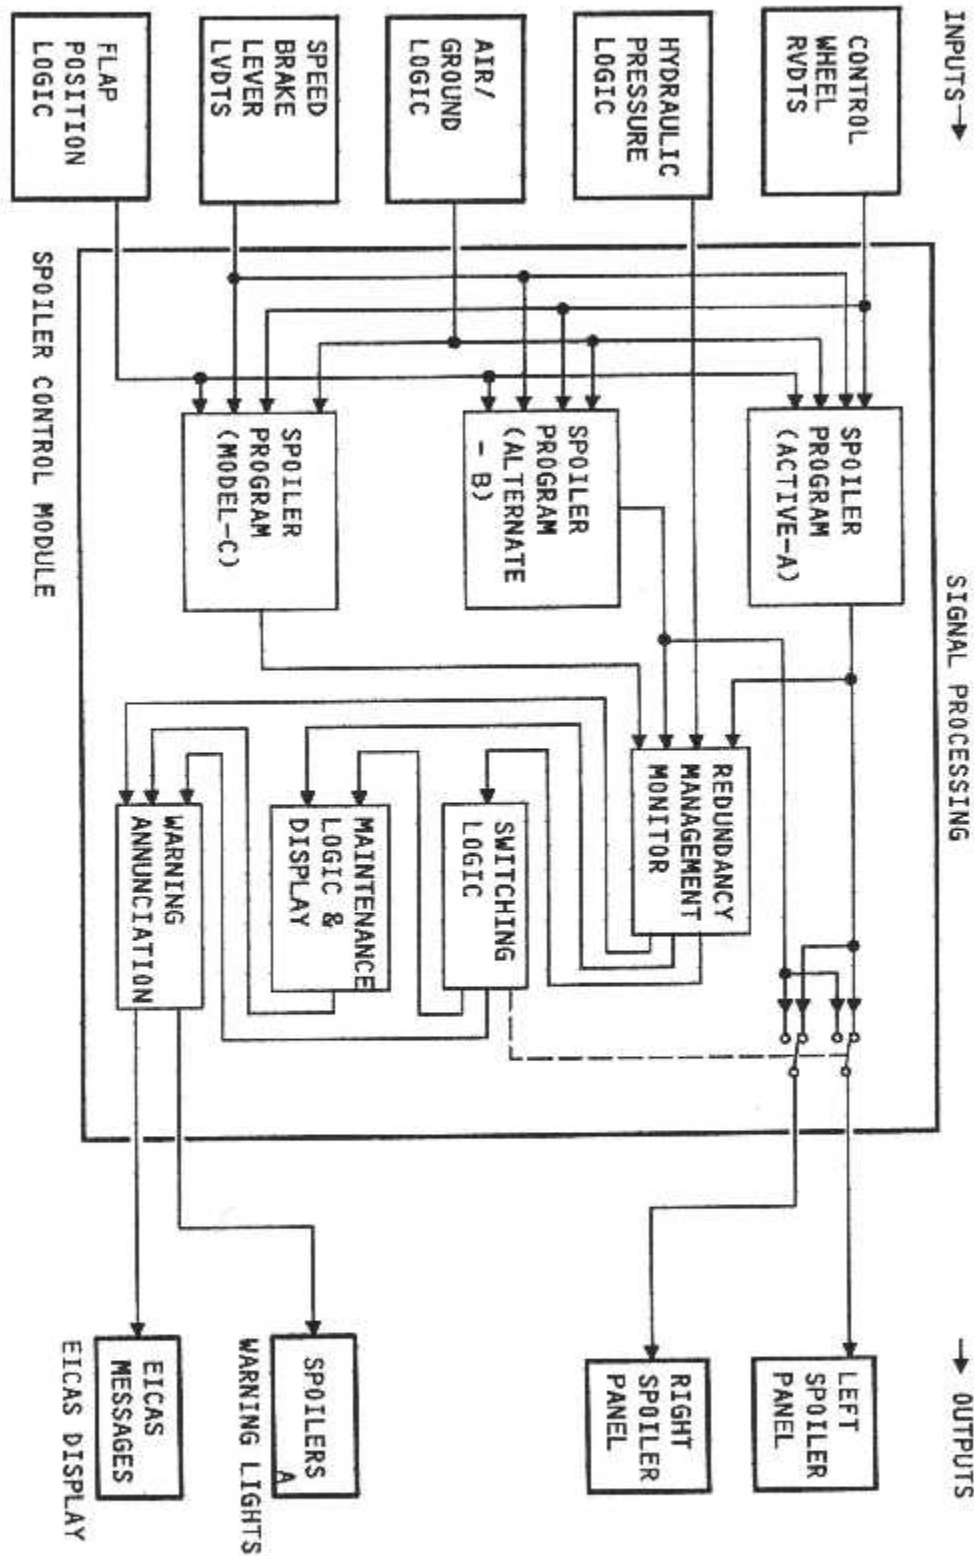 INPUTS→
SIGNAL PROCESSING
→ OUTPUTS
CONTROL
WHEEL
RVDTS
HYDRAULIC
PRESSURE
LOGIC
AIR/
GROUND
LOGIC
SPEED
BRAKE
LEVER
LVDTS
FLAP
POSITION
LOGIC
SPOILER
PROGRAM
(ACTIVE-A)
SPOILER
PROGRAM
(ALTERNATE
- B)
SPOILER
PROGRAM
(MODEL-C)
REDUNDANCY
MANAGEMENT
MONITOR
SWITCHING
LOGIC
MAINTENANCE
LOGIC &
DISPLAY
WARNING
ANNUNCIATION
LEFT
SPOILER
PANEL
RIGHT
SPOILER
PANEL
SPOILERS
A
WARNING LIGHTS
EICAS
MESSAGES
EICAS DISPLAY
SPOILER CONTROL MODULE